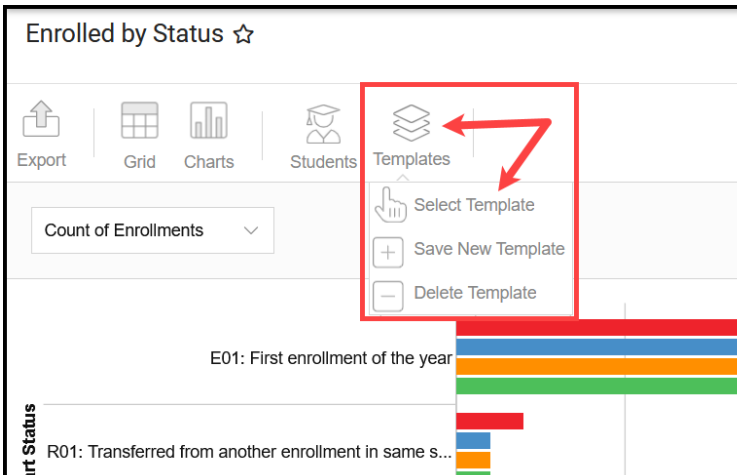 Enrolled by Status
Export
Grid
Charts
Students
Templates
Select Template
Save New Template
Delete Template
Count of Enrollments
E01: First enrollment of the year
R01: Transferred from another enrollment in same s...
Status